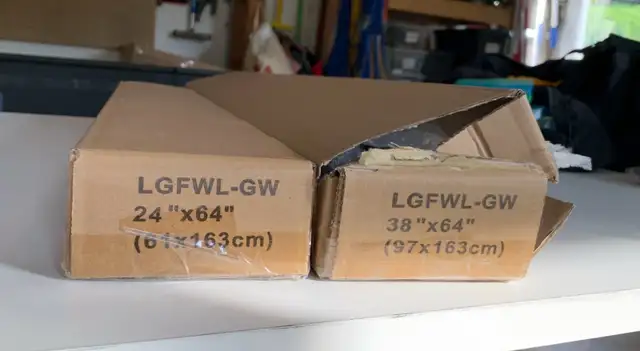 LGFWL-GW
24"x64"
(61x163cm)
LGFWL-GW
38"x64"
(97x163cm)